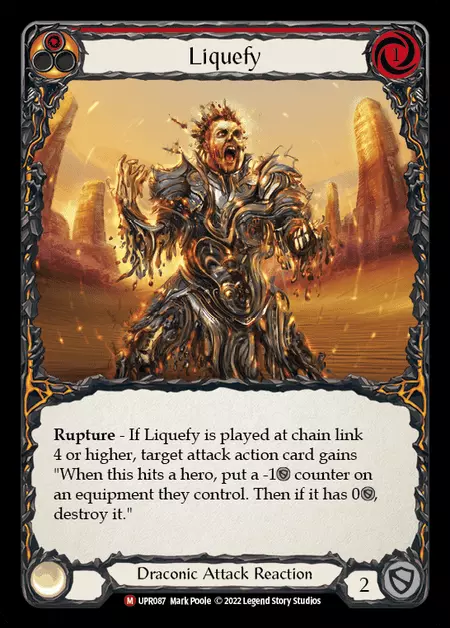 Liquefy
1
Rupture - If Liquefy is played at chain link
4 or higher, target attack action card gains
"When this hits a hero, put a -1 counter on
an equipment they control. Then if it has 0,
destroy it."
Draconic Attack Reaction
2
M UPR087 Mark Poole © 2022 Legend Story Studios